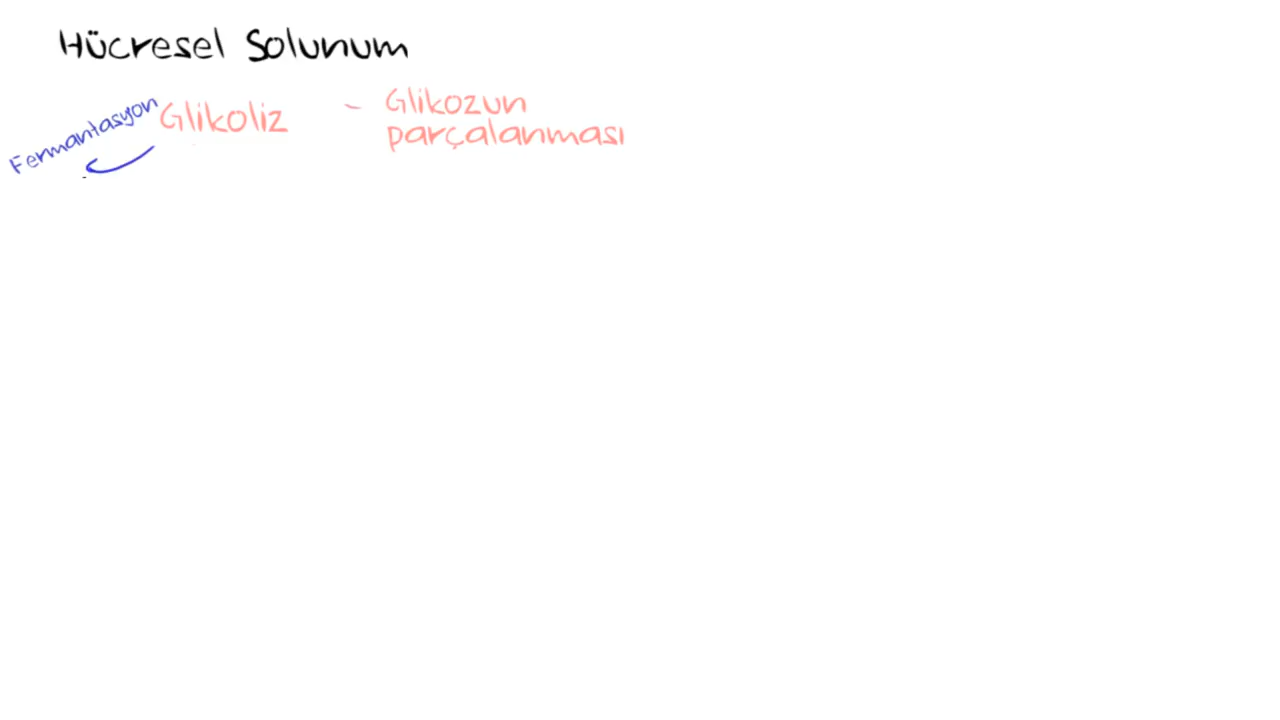 Hücresel Solunum
Fermantasyon
Glikoliz - Glikozun
parçalanması